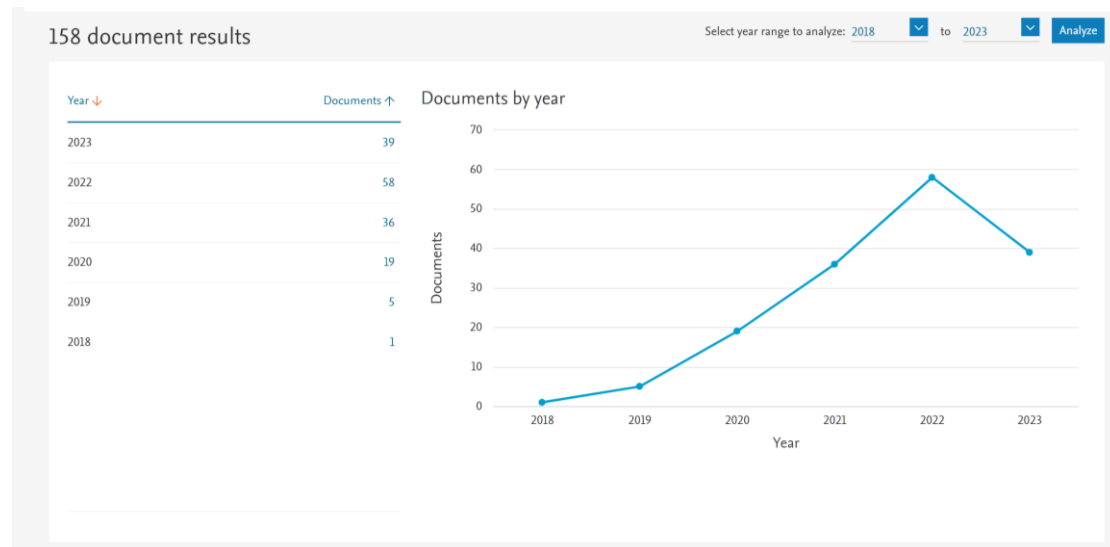 158 document results
Select year range to analyze: 2018 to 2023 Analyze
Year ↓ Documents ↑
2023 39
2022 58
2021 36
2020 19
2019 5
2018 1
Documents by year
70
60
50
40
30
20
10
0
Documents
2018 2019 2020 2021 2022 2023
Year